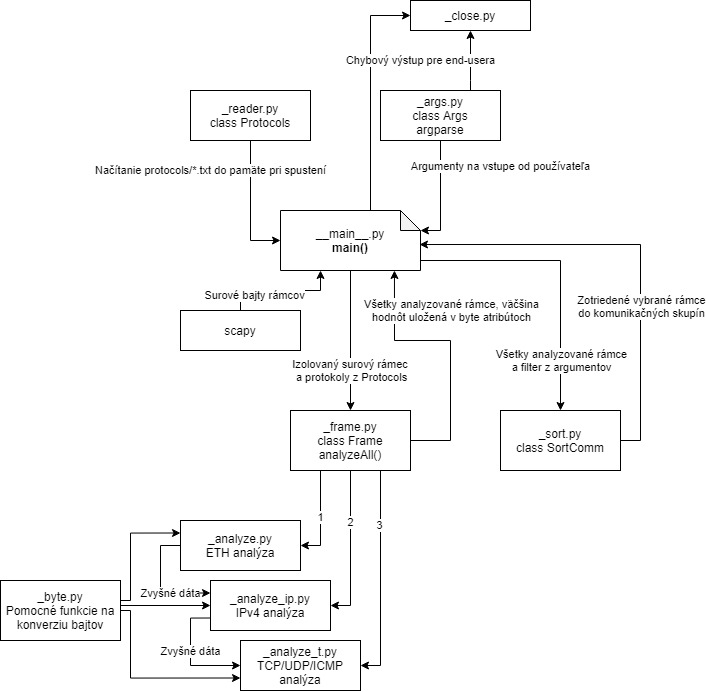 _close.py
Chybový výstup pre end-usera
_reader.py
class Protocols
_args.py
class Args
argparse
Načítanie protocols/*.txt do pamäte pri spustení
Argumenty na vstupe od používateľa
__main__.py
main()
Surové bajty rámcov
scapy
Všetky analyzované rámce, väčšina
hodnôt uložená v byte atribútoch
Zotriedené vybrané rámce
do komunikačných skupín
Izolovaný surový rámec
a protokoly z Protocols
Všetky analyzované rámce
a filter z argumentov
_frame.py
class Frame
analyzeAll()
_sort.py
class SortComm
1
2
3
_analyze.py
ETH analýza
Zvyšné dáta
_byte.py
Pomocné funkcie na
konverziu bajtov
_analyze_ip.py
IPv4 analýza
Zvyšné dáta
_analyze_t.py
TCP/UDP/ICMP
analýza